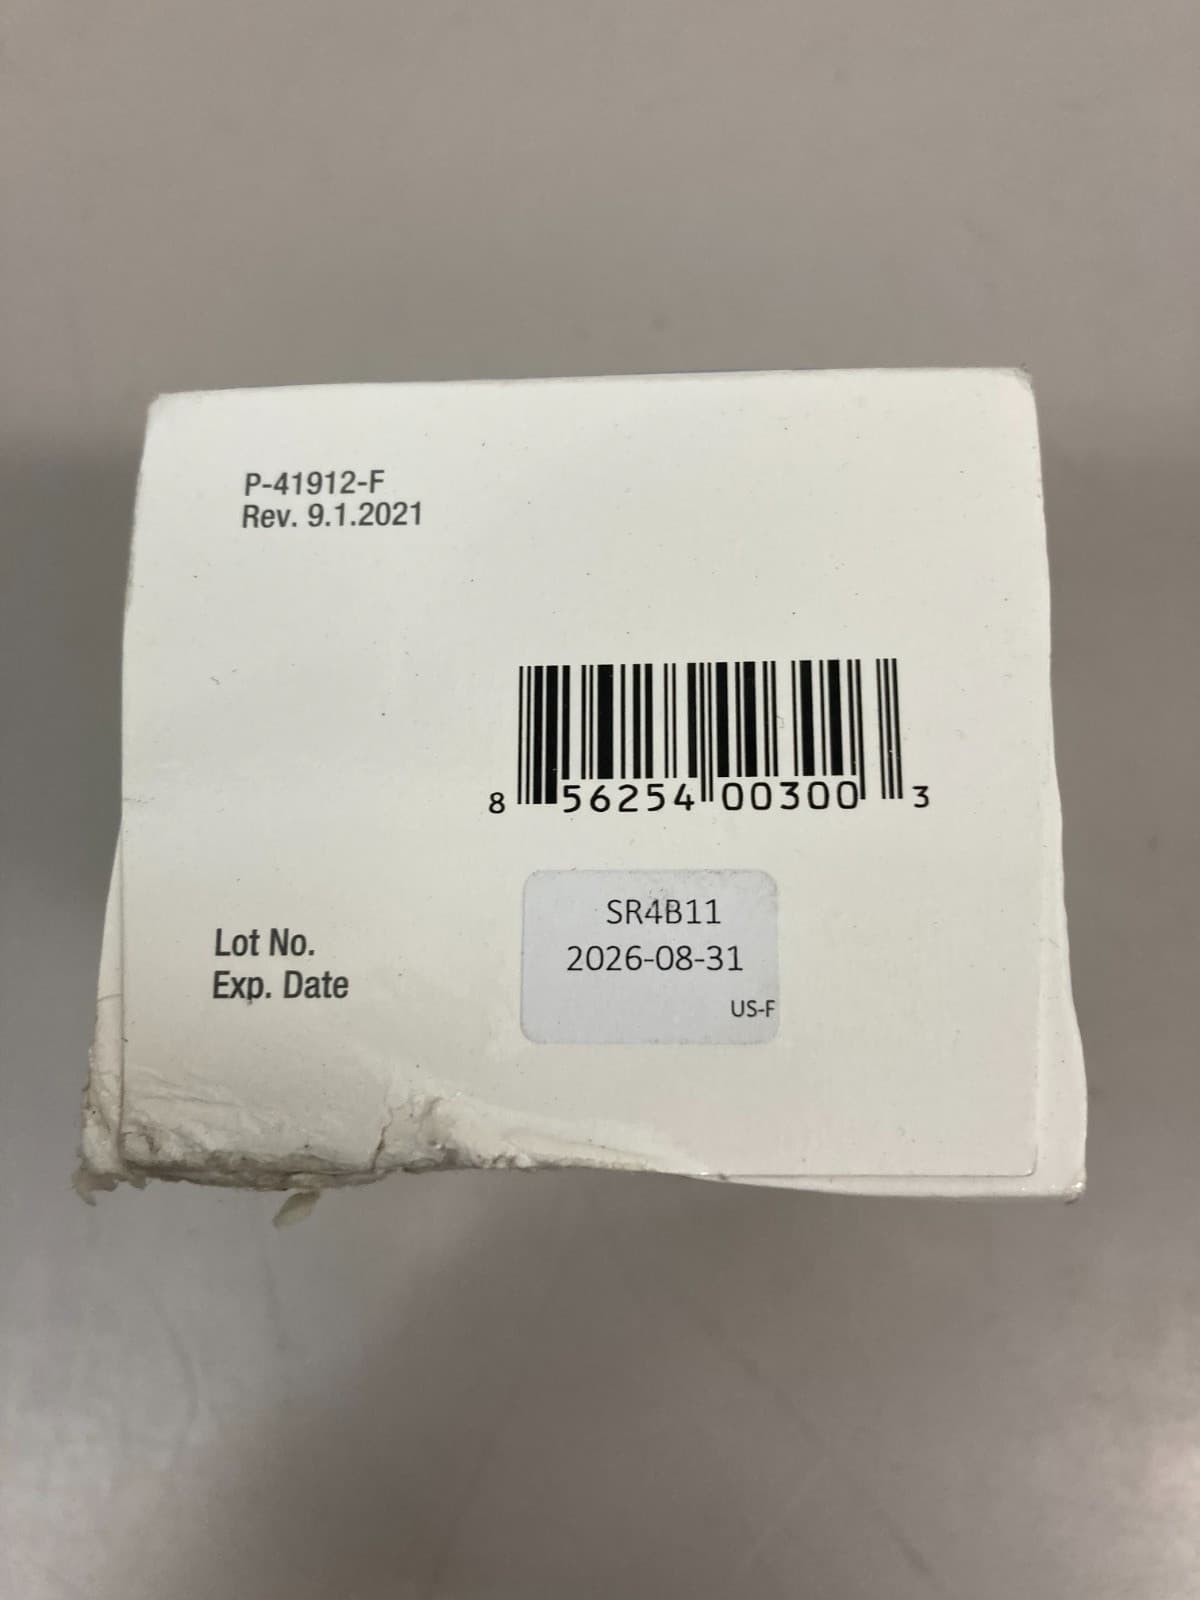 P-41912-F
Rev. 9.1.2021
8 56254 00300 3
Lot No.
Exp. Date
SR4B11
2026-08-31
US-F